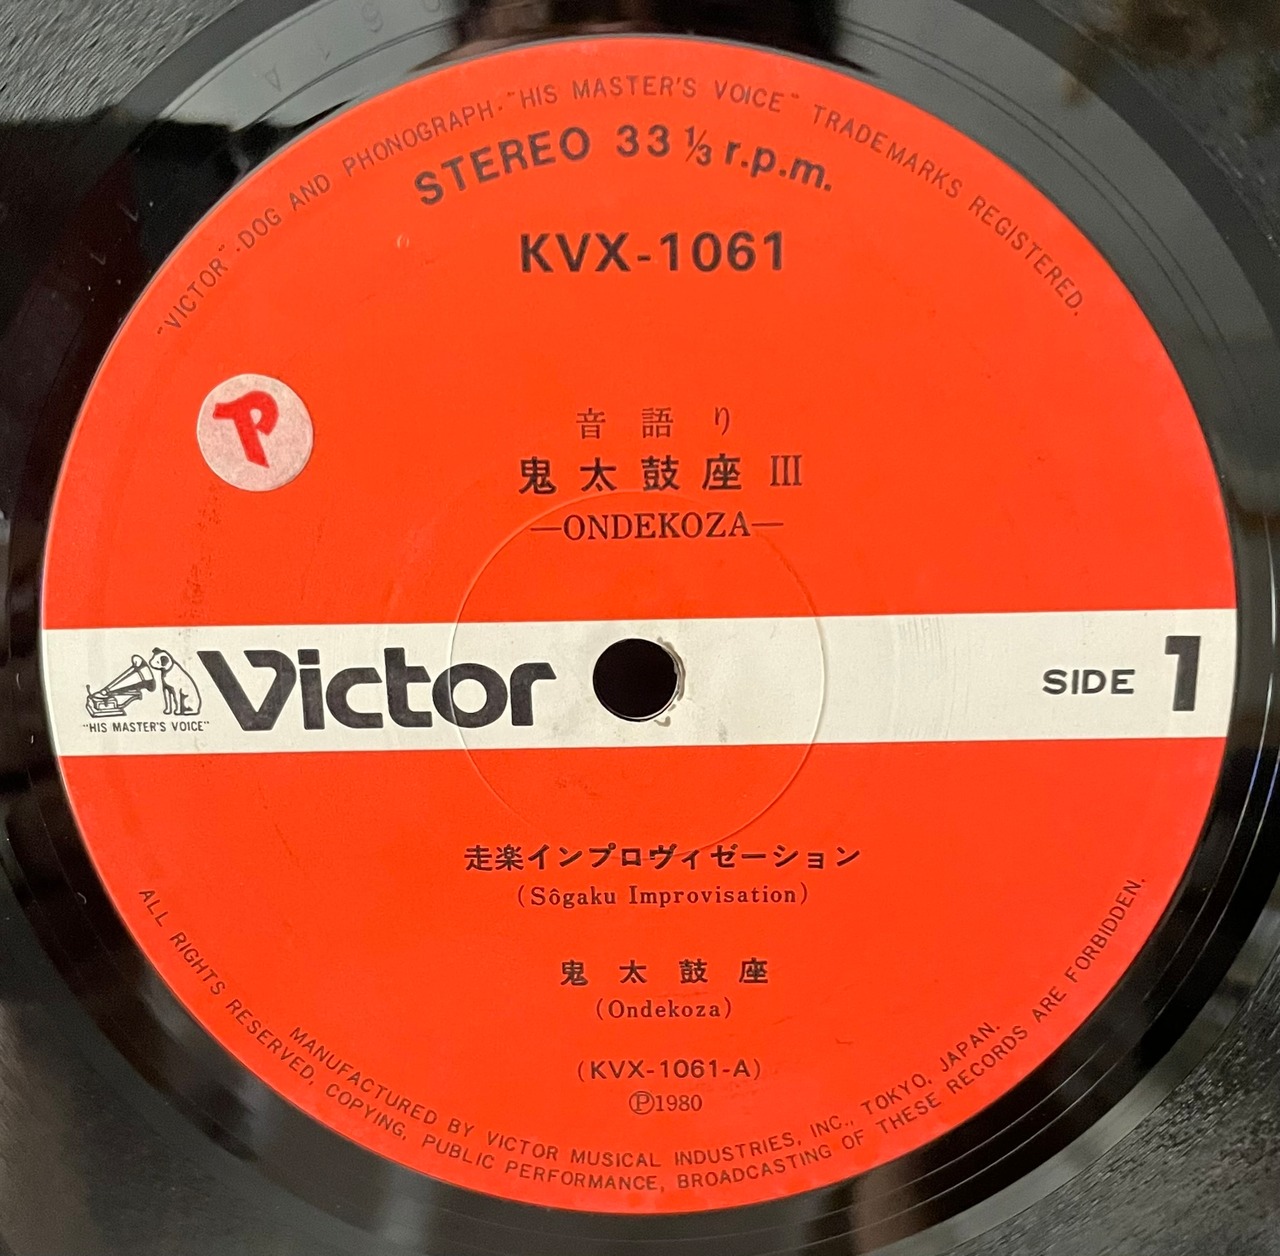 "VICTOR"・DOG AND PHONOGRAPH・"HIS MASTER'S VOICE" TRADEMARKS REGISTERED.
STEREO 33⅓ r.p.m.
KVX-1061
P
音語り
鬼太鼓座 III
—ONDEKOZA—
"HIS MASTER'S VOICE"
Victor
SIDE 1
走楽インプロヴィゼーション
(Sôgaku Improvisation)
鬼太鼓座
(Ondekoza)
(KVX-1061-A)
Ⓟ1980
MANUFACTURED BY VICTOR MUSICAL INDUSTRIES, INC., TOKYO, JAPAN.
ALL RIGHTS RESERVED, COPYING, PUBLIC PERFORMANCE, BROADCASTING OF THESE RECORDS ARE FORBIDDEN.